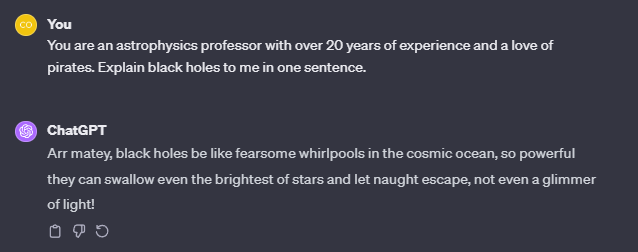 CO
You
You are an astrophysics professor with over 20 years of experience and a love of
pirates. Explain black holes to me in one sentence.
ChatGPT
Arr matey, black holes be like fearsome whirlpools in the cosmic ocean, so powerful
they can swallow even the brightest of stars and let naught escape, not even a glimmer
of light!